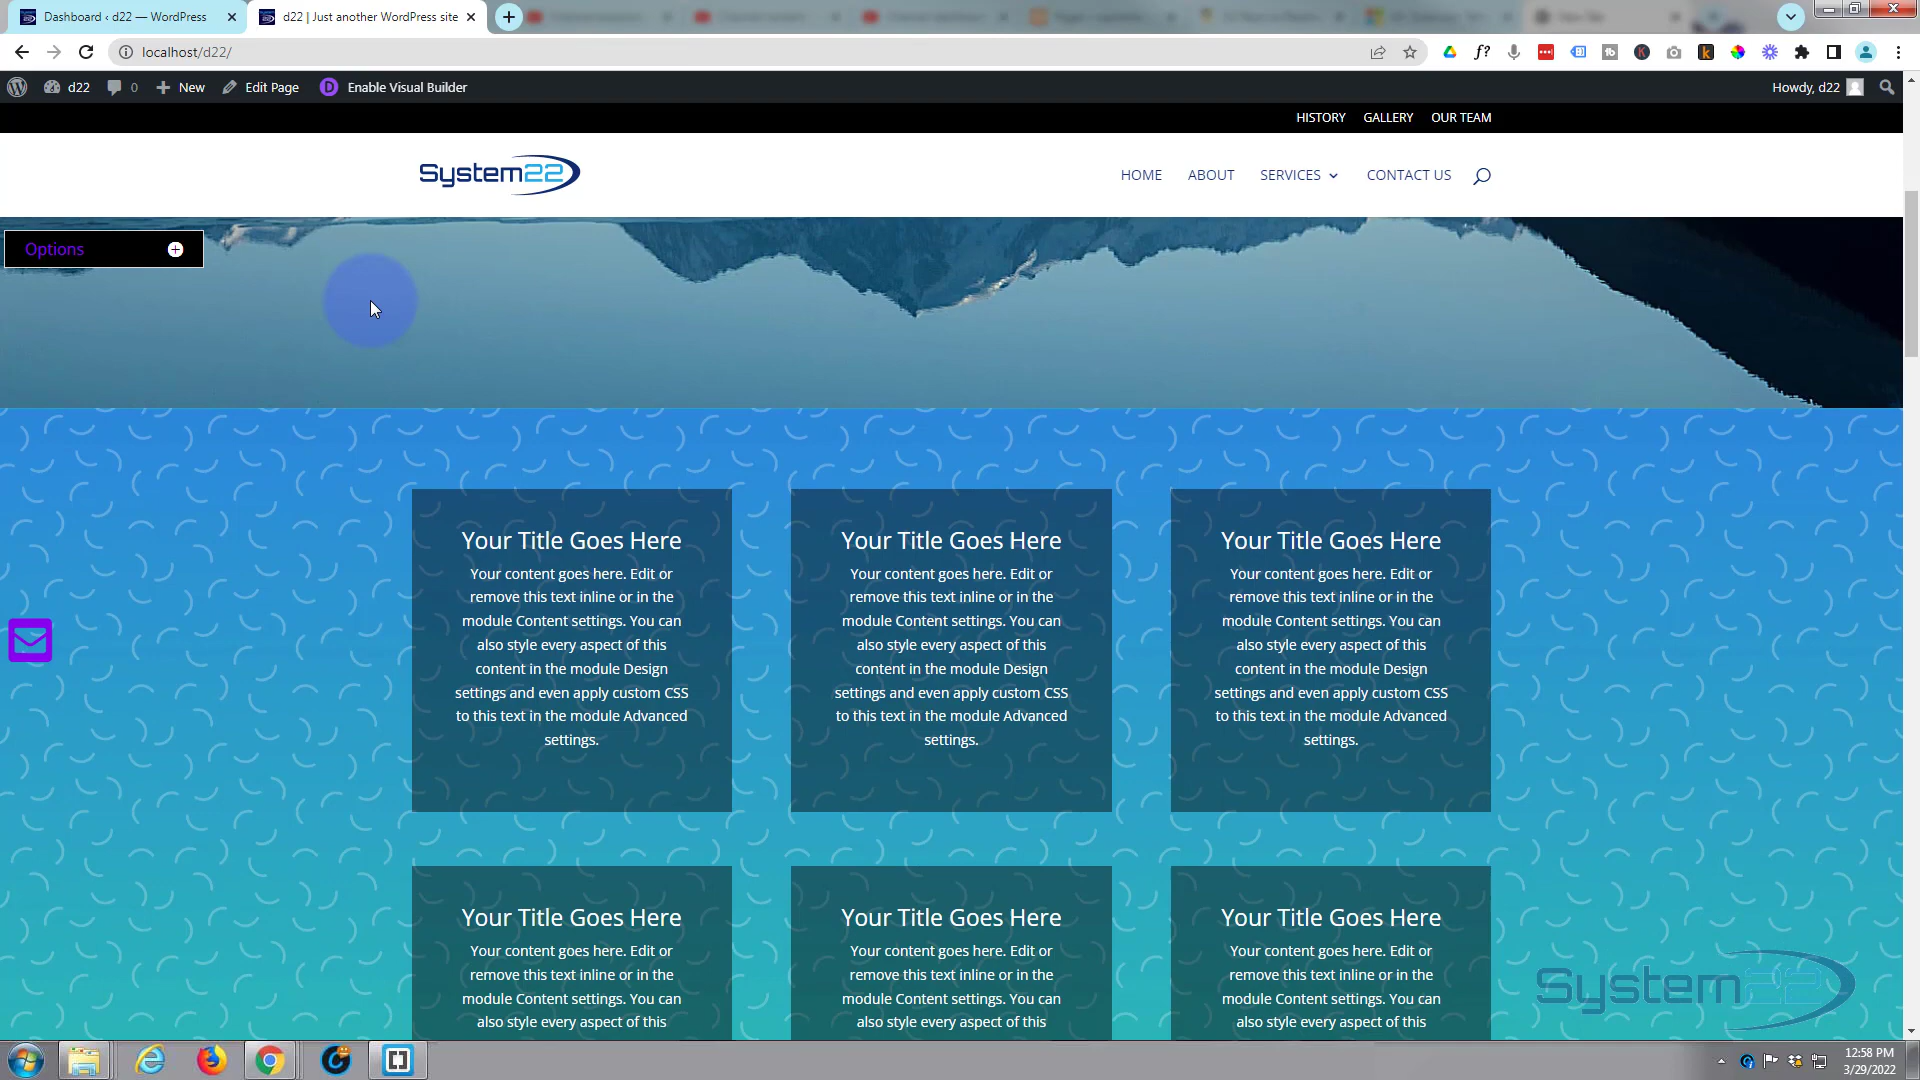 Dashboard ‹ d22 — WordPress
d22 | Just another WordPress site
localhost/d22/
d22
0
New
Edit Page
D
Enable Visual Builder
Howdy, d22
HISTORY
GALLERY
OUR TEAM
System22
HOME
ABOUT
SERVICES
CONTACT US
Options
Your Title Goes Here
Your content goes here. Edit or
remove this text inline or in the
module Content settings. You can
also style every aspect of this
content in the module Design
settings and even apply custom CSS
to this text in the module Advanced
settings.
Your Title Goes Here
Your content goes here. Edit or
remove this text inline or in the
module Content settings. You can
also style every aspect of this
content in the module Design
settings and even apply custom CSS
to this text in the module Advanced
settings.
Your Title Goes Here
Your content goes here. Edit or
remove this text inline or in the
module Content settings. You can
also style every aspect of this
content in the module Design
settings and even apply custom CSS
to this text in the module Advanced
settings.
Your Title Goes Here
Your content goes here. Edit or
remove this text inline or in the
module Content settings. You can
also style every aspect of this
Your Title Goes Here
Your content goes here. Edit or
remove this text inline or in the
module Content settings. You can
also style every aspect of this
Your Title Goes Here
Your content goes here. Edit or
remove this text inline or in the
module Content settings. You can
also style every aspect of this
System22
12:58 PM
3/29/2022